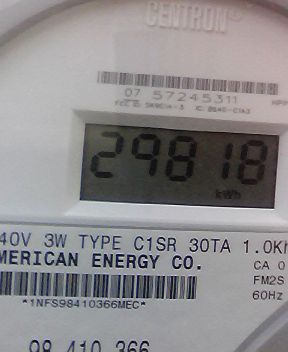 CENTRON®
07 57245311
29818
kWh
40V 3W TYPE C1SR 30TA 1.0Kh
MERICAN ENERGY CO.
CA 0
FM2S
60Hz
*1NFS98410366MEC*
98 410 366